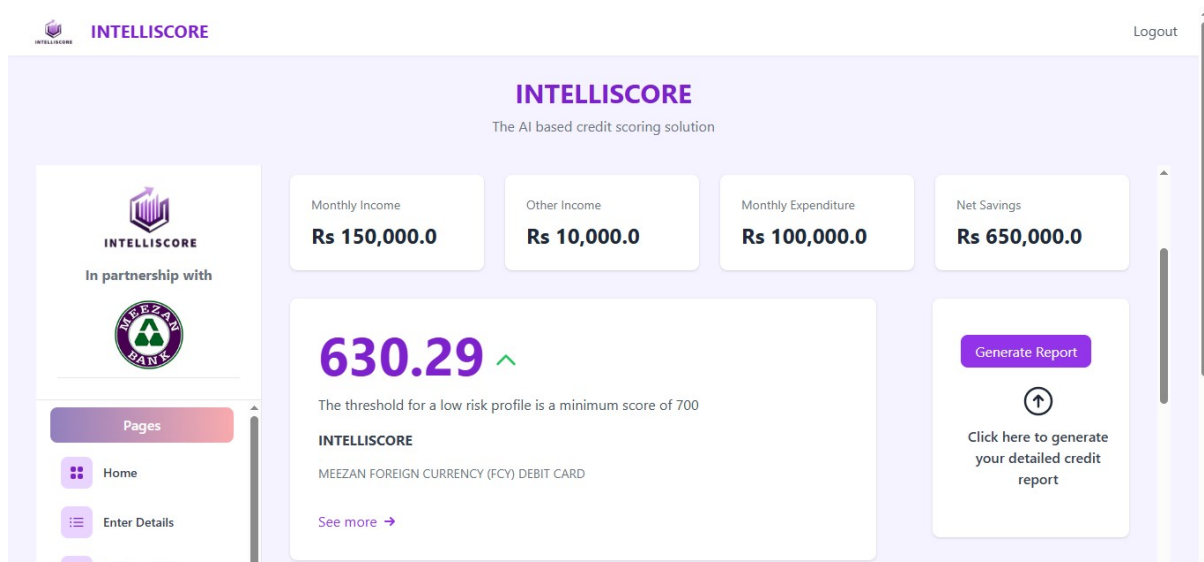 INTELLISCORE
INTELLISCORE
Logout
INTELLISCORE
The AI based credit scoring solution
INTELLISCORE
In partnership with
MEEZAN
BANK
Pages
Home
Enter Details
Monthly Income
Rs 150,000.0
Other Income
Rs 10,000.0
Monthly Expenditure
Rs 100,000.0
Net Savings
Rs 650,000.0
630.29
The threshold for a low risk profile is a minimum score of 700
INTELLISCORE
MEEZAN FOREIGN CURRENCY (FCY) DEBIT CARD
See more
Generate Report
Click here to generate
your detailed credit
report